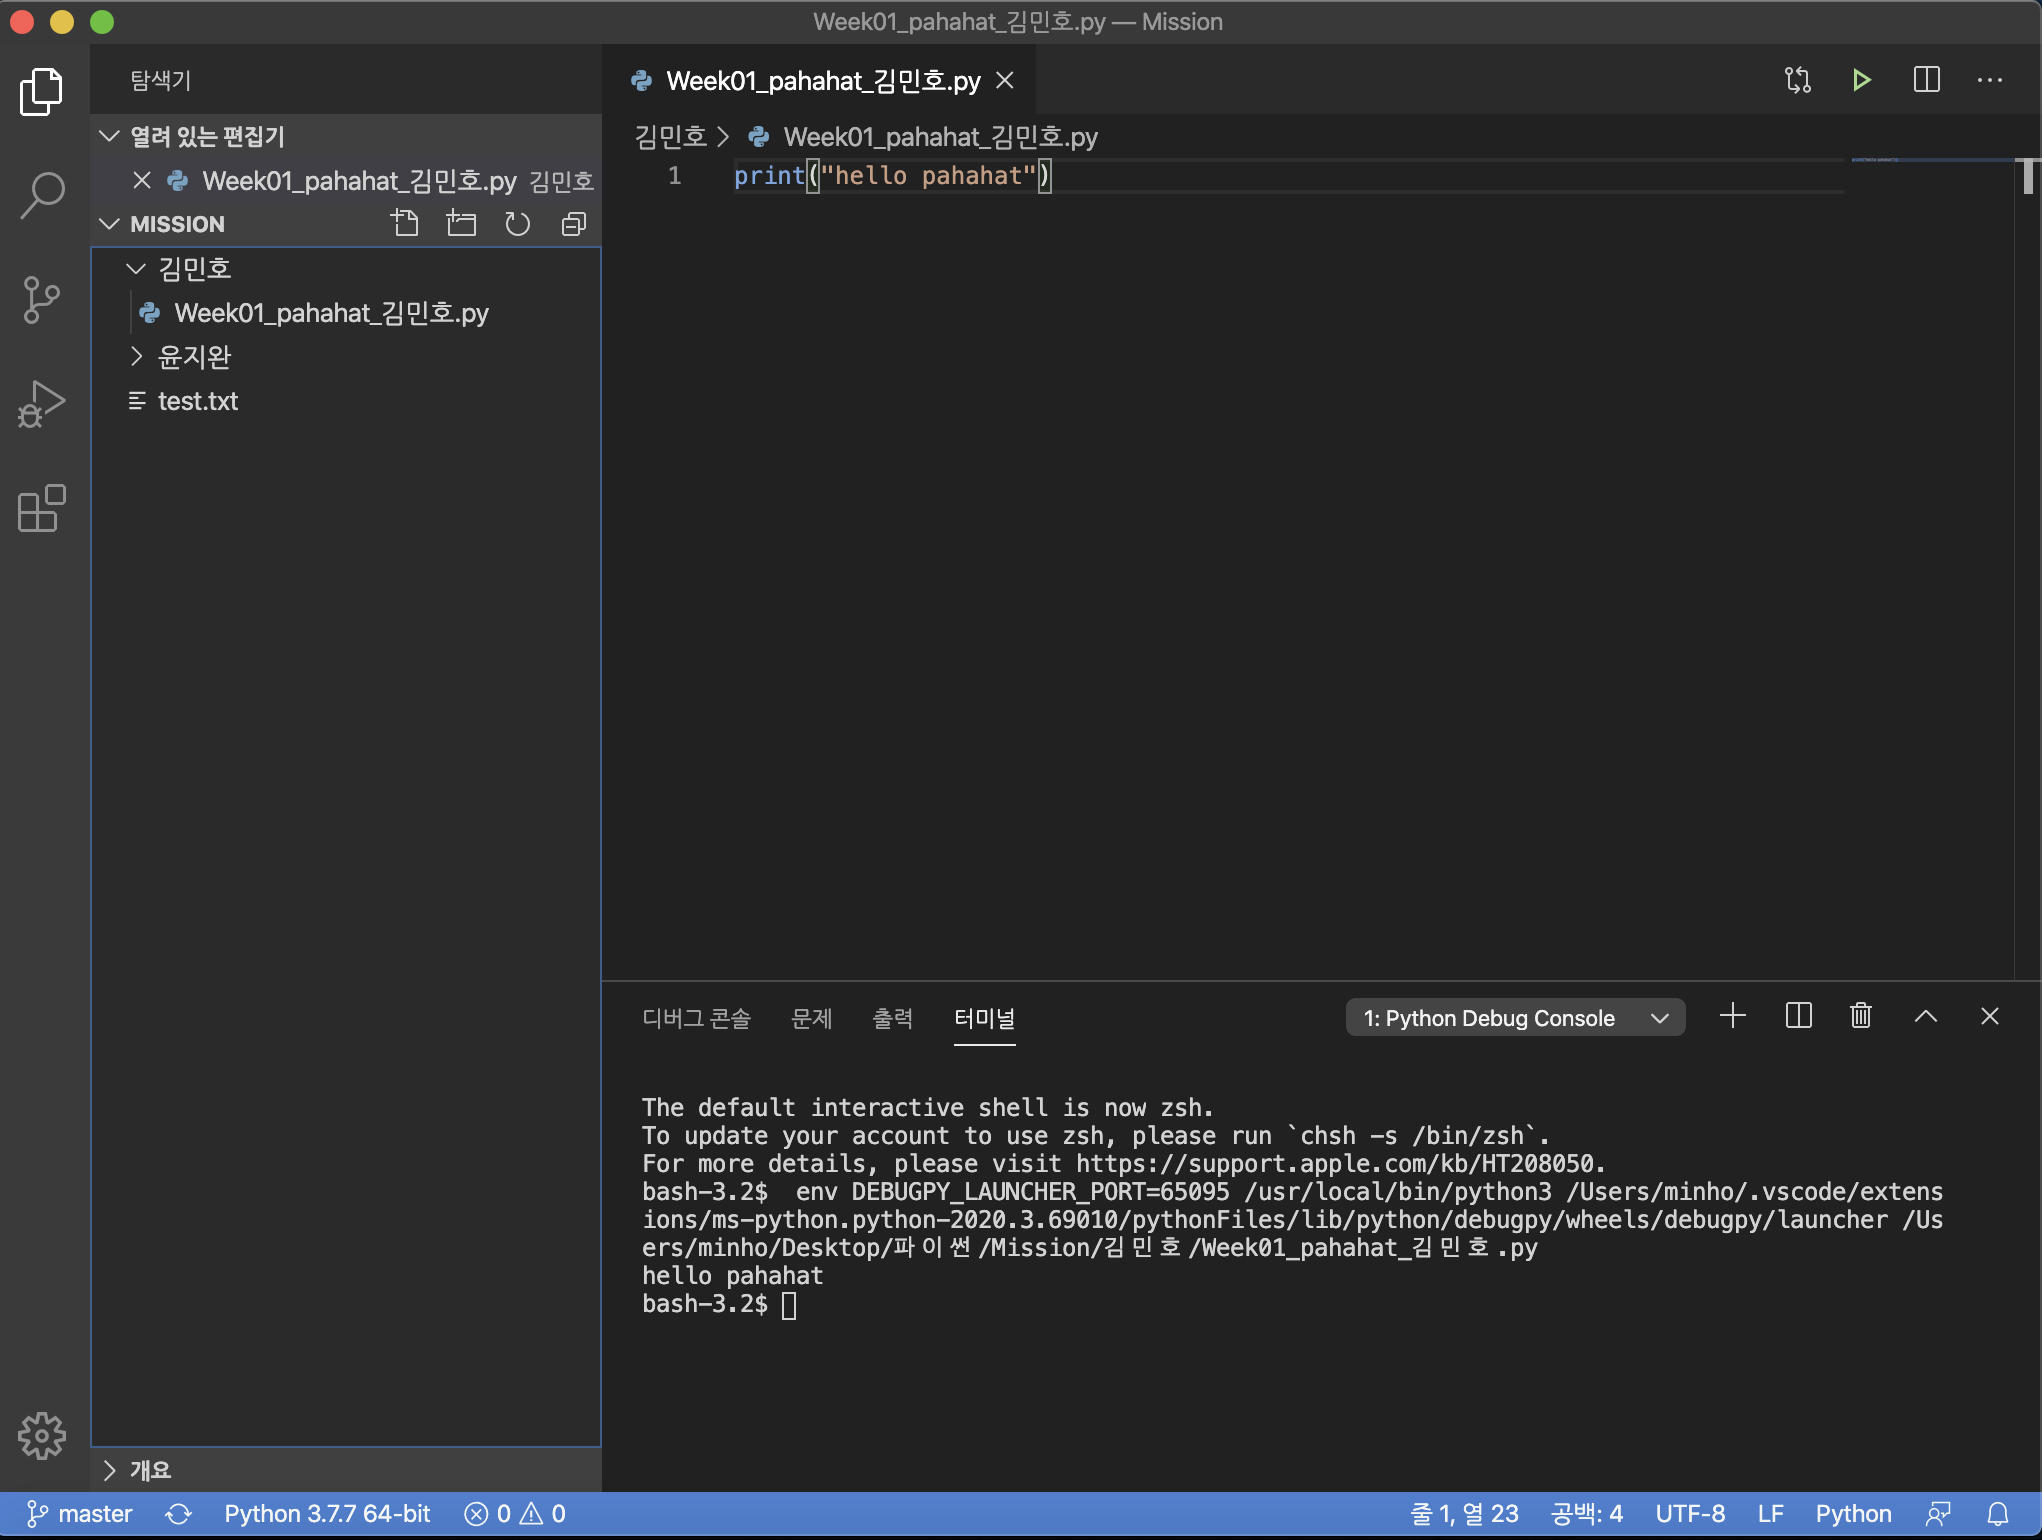 Week01_pahahat_김민호.py — Mission
탐색기
열려 있는 편집기
Week01_pahahat_김민호.py 김민호
MISSION
김민호
Week01_pahahat_김민호.py
윤지완
test.txt
개요
Week01_pahahat_김민호.py
김민호 > Week01_pahahat_김민호.py
1 print("hello pahahat")
디버그 콘솔 문제 출력 터미널 1: Python Debug Console
The default interactive shell is now zsh.
To update your account to use zsh, please run `chsh -s /bin/zsh`.
For more details, please visit https://support.apple.com/kb/HT208050.
bash-3.2$  env DEBUGPY_LAUNCHER_PORT=65095 /usr/local/bin/python3 /Users/minho/.vscode/extens
ions/ms-python.python-2020.3.69010/pythonFiles/lib/python/debugpy/wheels/debugpy/launcher /Us
ers/minho/Desktop/파이썬/Mission/김민호/Week01_pahahat_김민호.py
hello pahahat
bash-3.2$
master Python 3.7.7 64-bit 0 0 줄 1, 열 23 공백: 4 UTF-8 LF Python